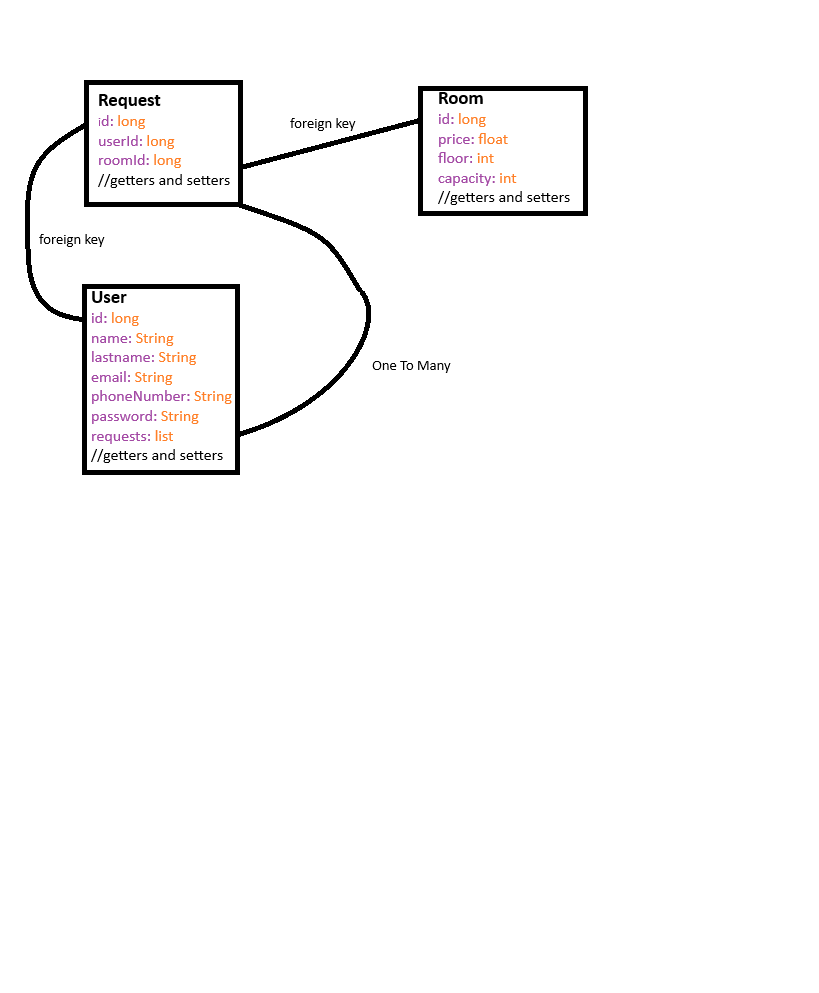 Request
id: long
userId: long
roomId: long
//getters and setters
foreign key
Room
id: long
price: float
floor: int
capacity: int
//getters and setters
foreign key
User
id: long
name: String
lastname: String
email: String
phoneNumber: String
password: String
requests: list
//getters and setters
One To Many